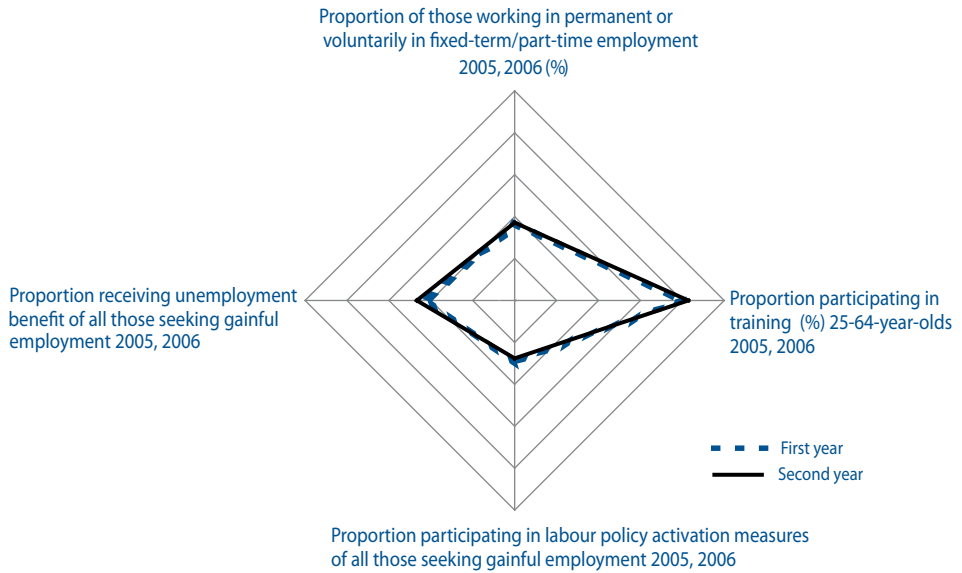 Proportion of those working in permanent or
voluntarily in fixed-term/part-time employment
2005, 2006 (%)
Proportion receiving unemployment
benefit of all those seeking gainful
employment 2005, 2006
Proportion participating in
training (%) 25-64-year-olds
2005, 2006
First year
Second year
Proportion participating in labour policy activation measures
of all those seeking gainful employment 2005, 2006